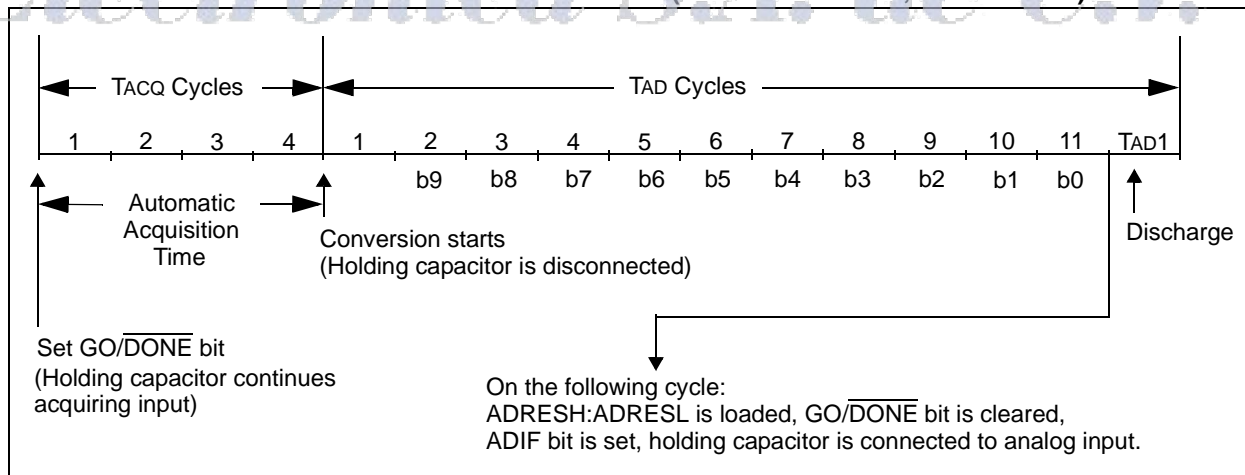 TACQ Cycles
TAD Cycles
1 2 3 4 1 2 3 4 5 6 7 8 9 10 11 TAD1
b9 b8 b7 b6 b5 b4 b3 b2 b1 b0
Automatic
Acquisition
Time
Conversion starts
(Holding capacitor is disconnected)
Discharge
Set GO/DONE bit
(Holding capacitor continues
acquiring input)
On the following cycle:
ADRESH:ADRESL is loaded, GO/DONE bit is cleared,
ADIF bit is set, holding capacitor is connected to analog input.